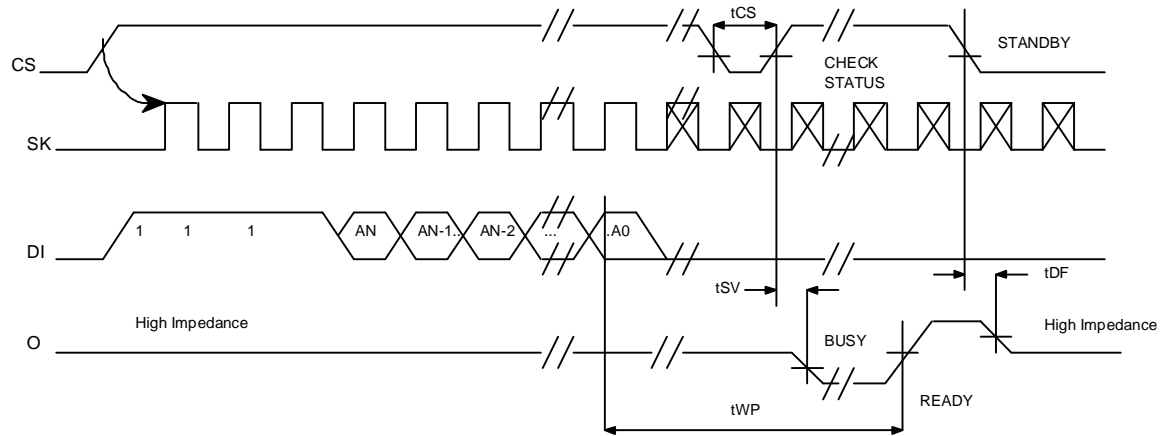 tCS
STANDBY
CS
CHECK
STATUS
SK
1 1 1 AN AN-1.. AN-2 ... ..A0
DI
tSV
tDF
High Impedance
High Impedance
O
BUSY
READY
tWP